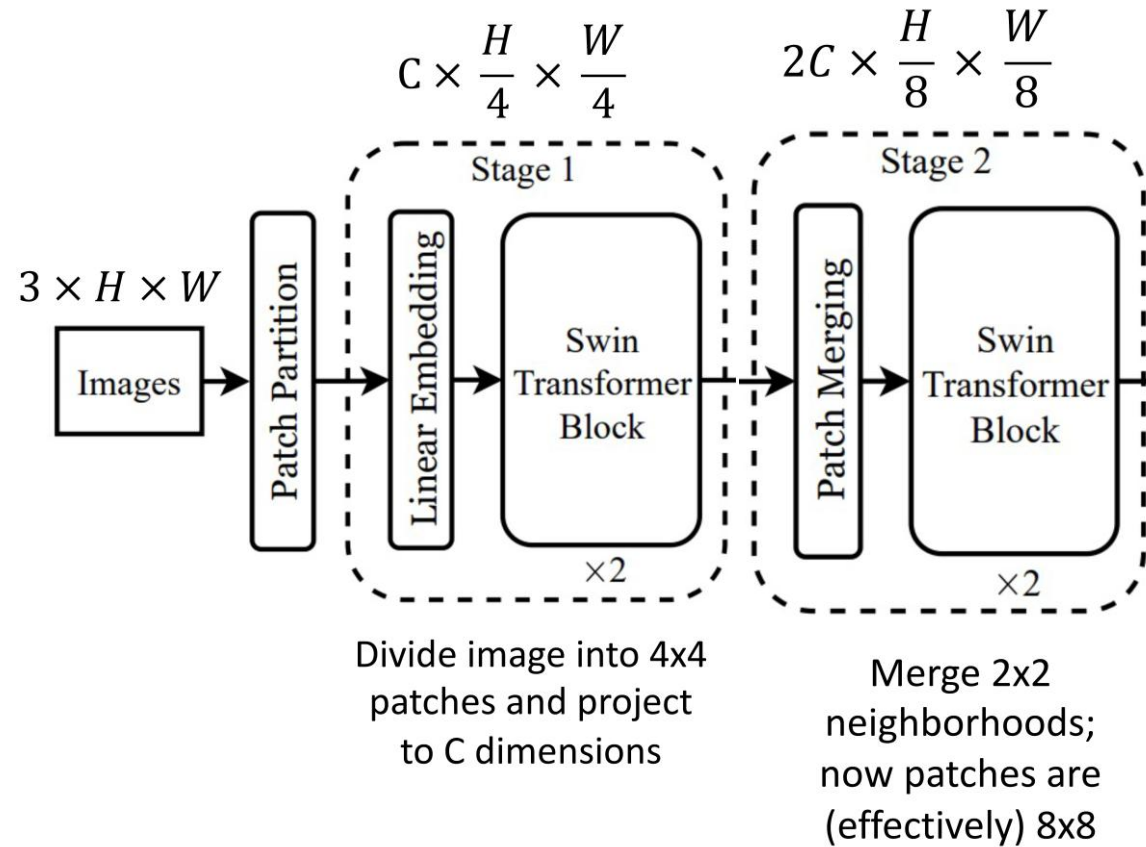 C × H/4 × W/4
2C × H/8 × W/8
Stage 1
Stage 2
3 × H × W
Images
Patch Partition
Linear Embedding
Swin
Transformer
Block
×2
Patch Merging
Swin
Transformer
Block
×2
Divide image into 4x4
patches and project
to C dimensions
Merge 2x2
neighborhoods;
now patches are
(effectively) 8x8